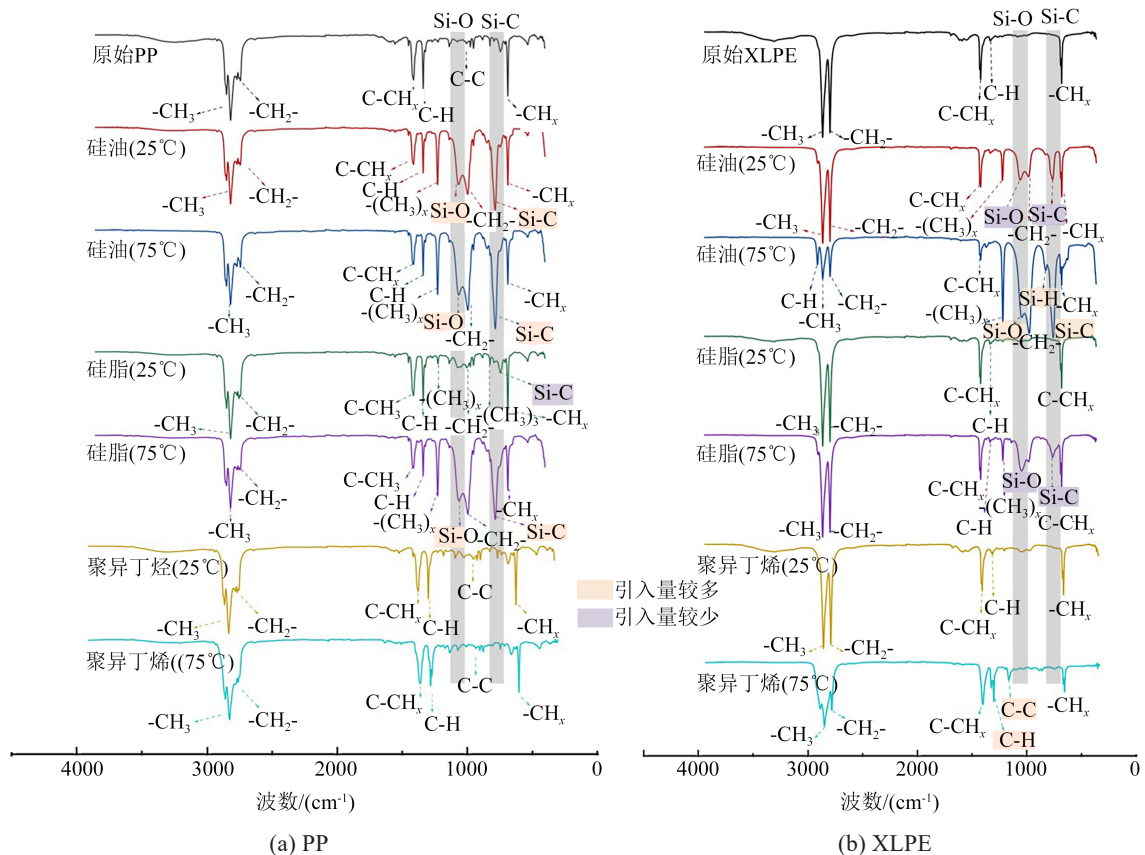 Si-O Si-C
原始PP
C-C
-CH3
-CH2-
C-CHx
C-H
-CHx
硅油(25℃)
-CH3
-CH2-
C-CHx
C-H
-(CH3)x
Si-O
-CH2-
Si-C
-CHx
硅油(75℃)
-CH3
-CH2-
C-CHx
C-H
-(CH3)x
Si-O
-CH2-
Si-C
-CHx
硅脂(25℃)
-CH3
-CH2-
C-CH3
C-H
-(CH3)x
-CH2-
-(CH3)3
Si-C
-CHx
硅脂(75℃)
-CH3
-CH2-
C-CH3
C-H
-(CH3)x
Si-O
-CH2-
Si-C
-CHx
聚异丁烃(25℃)
-CH3
-CH2-
C-CHx
C-H
C-C
-CHx
聚异丁烯((75℃)
-CH3
-CH2-
C-CHx
C-H
C-C
-CHx
4000 3000 2000 1000 0
波数/(cm-1)
(a) PP
引入量较多
引入量较少
Si-O Si-C
原始XLPE
-CH3
-CH2-
C-CHx
C-H
-CHx
硅油(25℃)
-CH3
-CH2-
C-CHx
-(CH3)x
Si-O
-CH2-
Si-C
-CHx
硅油(75℃)
C-H
-CH3
-CH2-
C-CHx
-(CH3)x
Si-H
Si-O
-CH2-
Si-C
-CHx
硅脂(25℃)
-CH3
-CH2-
C-CHx
C-H
C-CHx
硅脂(75℃)
-CH3
-CH2-
C-CHx
C-H
-(CH3)x
Si-O
Si-C
C-CHx
聚异丁烯(25℃)
-CH3
-CH2-
C-CHx
C-H
-CHx
聚异丁烯(75℃)
-CH3
-CH2-
C-CHx
C-C
C-H
-CHx
4000 3000 2000 1000 0
波数/(cm-1)
(b) XLPE